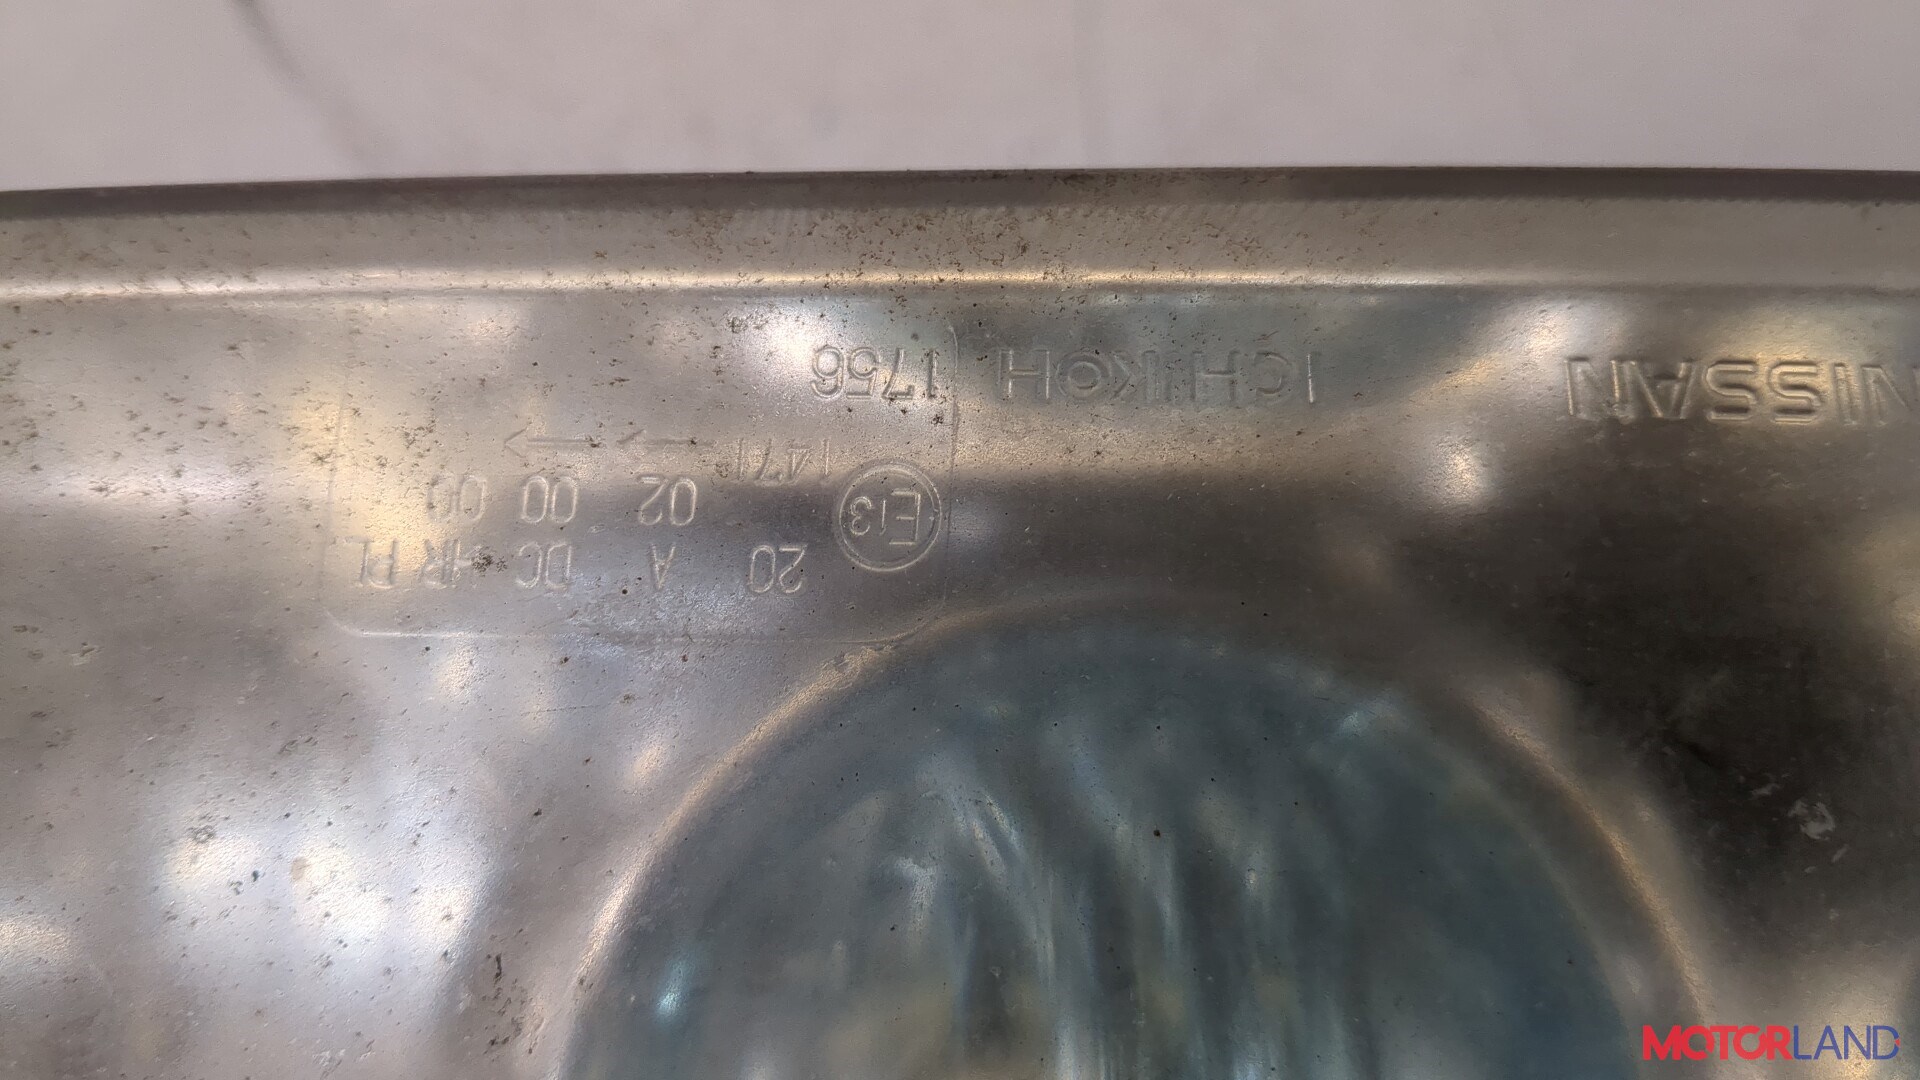 20 A DC HR PL
E13
02 00 00
1471 → →
NISSAN ICHIKOH 1756
MOTORLAND